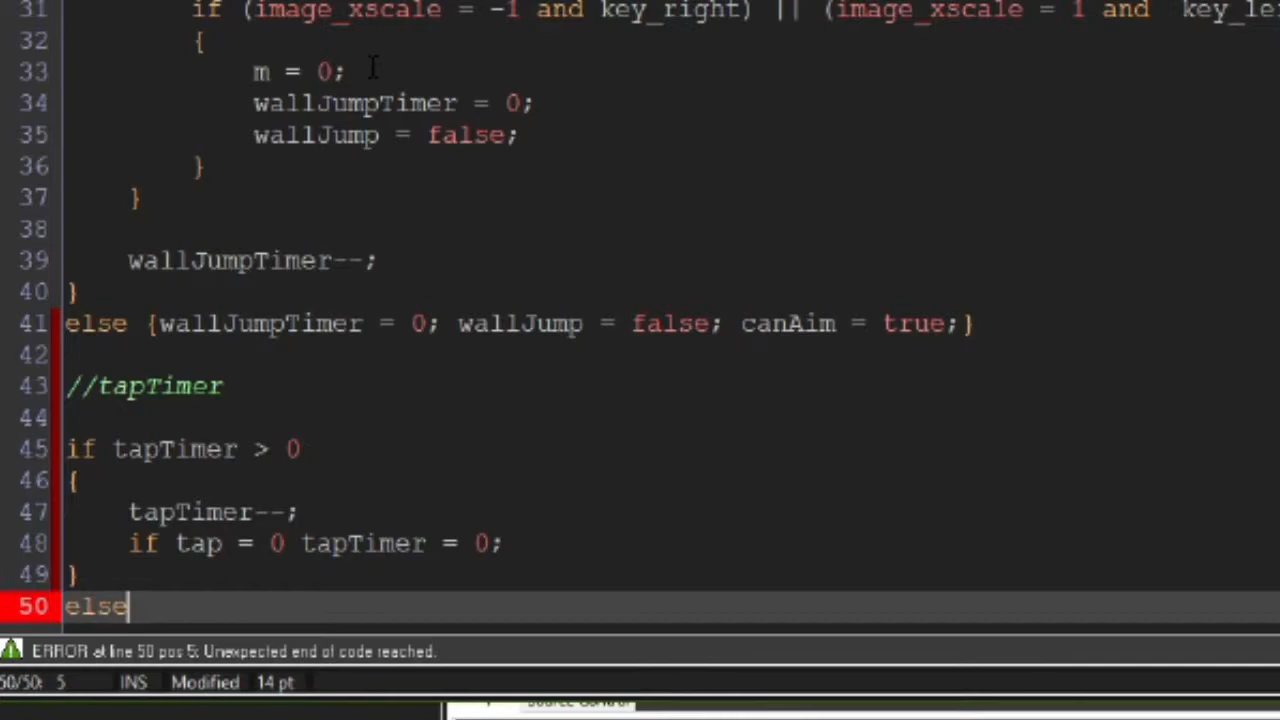 31 if (image_xscale = -1 and key_right) || (image_xscale = 1 and key_le
32 {
33 m = 0;
34 wallJumpTimer = 0;
35 wallJump = false;
36 }
37 }
38
39 wallJumpTimer--;
40 }
41 else {wallJumpTimer = 0; wallJump = false; canAim = true;}
42
43 //tapTimer
44
45 if tapTimer > 0
46 {
47 tapTimer--;
48 if tap = 0 tapTimer = 0;
49 }
50 else
ERROR at line 50 pos 5: Unexpected end of code reached.
50/50: 5 INS Modified 14 pt
Source Control